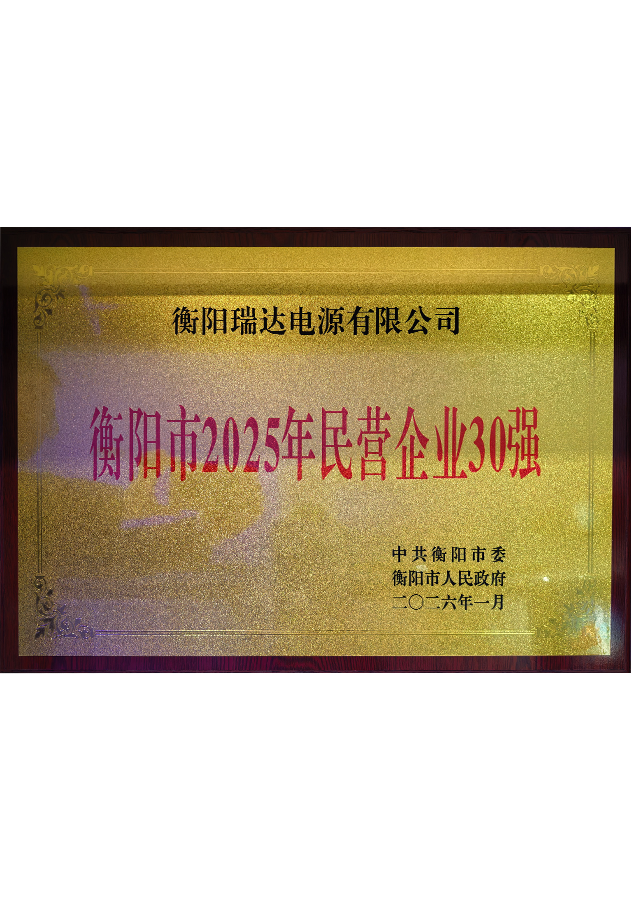 衡阳瑞达电源有限公司
衡阳市2025年民营企业30强
中共衡阳市委
衡阳市人民政府
二〇二六年一月